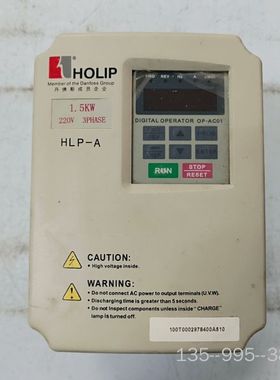 HOLIP
Member of the Danfoss Group
丹佛斯成员企业
1.5KW
220V 3PHASE
HLP-A
DIGITAL OPERATOR OP-AC01
RUN
STOP
RESET
CAUTION:
• High voltage inside.
WARNING:
• Do not connect AC power to output terminals (U.V.W).
• Discharging time is greater than 5 seconds.
• Do not inspect components unless inside "CHARGE"
lamp is turned off.
100T0002978400A810
135-995-3